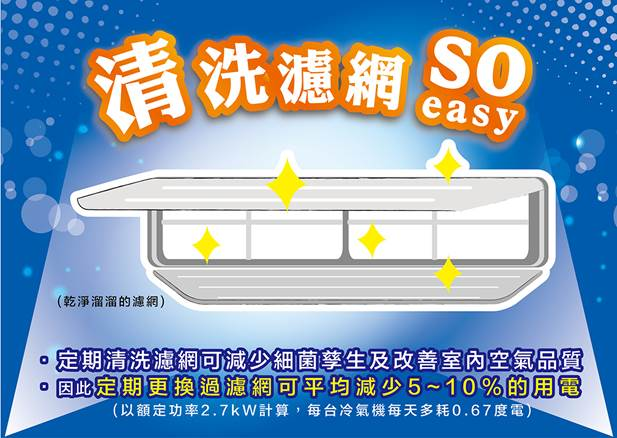 清洗濾網 SO easy
(乾淨溜溜的濾網)
・定期清洗濾網可減少細菌孳生及改善室內空氣品質
・因此定期更換過濾網可平均減少5~10%的用電
(以額定功率2.7kW計算，每台冷氣機每天多耗0.67度電)